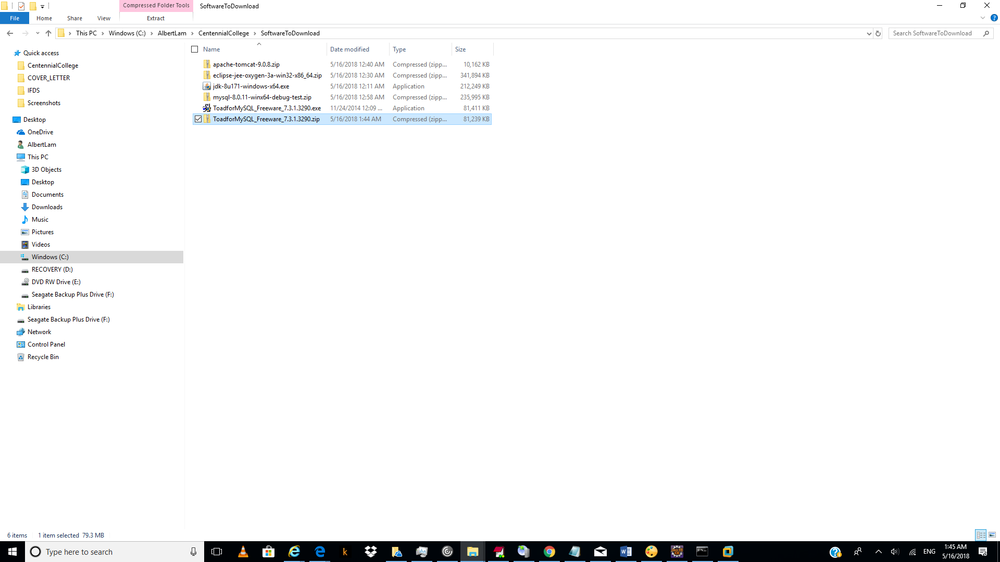 Compressed Folder Tools
SoftwareToDownload
File
Home
Share
View
Extract
This PC
Windows (C:)
AlbertLam
CentennialCollege
SoftwareToDownload
Search SoftwareToDownload
Name
Date modified
Type
Size
apache-tomcat-9.0.8.zip 5/16/2018 12:40 AM Compressed (zipp... 10,162 KB
eclipse-jee-oxygen-3a-win32-x86_64.zip 5/16/2018 12:30 AM Compressed (zipp... 341,894 KB
jdk-8u171-windows-x64.exe 5/16/2018 12:11 AM Application 212,249 KB
mysql-8.0.11-winx64-debug-test.zip 5/16/2018 12:58 AM Compressed (zipp... 235,995 KB
ToadforMySQL_Freeware_7.3.1.3290.exe 11/24/2014 12:09 ... Application 81,411 KB
ToadforMySQL_Freeware_7.3.1.3290.zip 5/16/2018 1:44 AM Compressed (zipp... 81,239 KB
Quick access
CentennialCollege
COVER_LETTER
IFDS
Screenshots
Desktop
OneDrive
AlbertLam
This PC
3D Objects
Desktop
Documents
Downloads
Music
Pictures
Videos
Windows (C:)
RECOVERY (D:)
DVD RW Drive (E:)
Seagate Backup Plus Drive (F:)
Libraries
Seagate Backup Plus Drive (F:)
Network
Control Panel
Recycle Bin
6 items
1 item selected 79.3 MB
Type here to search
ENG
1:45 AM
5/16/2018